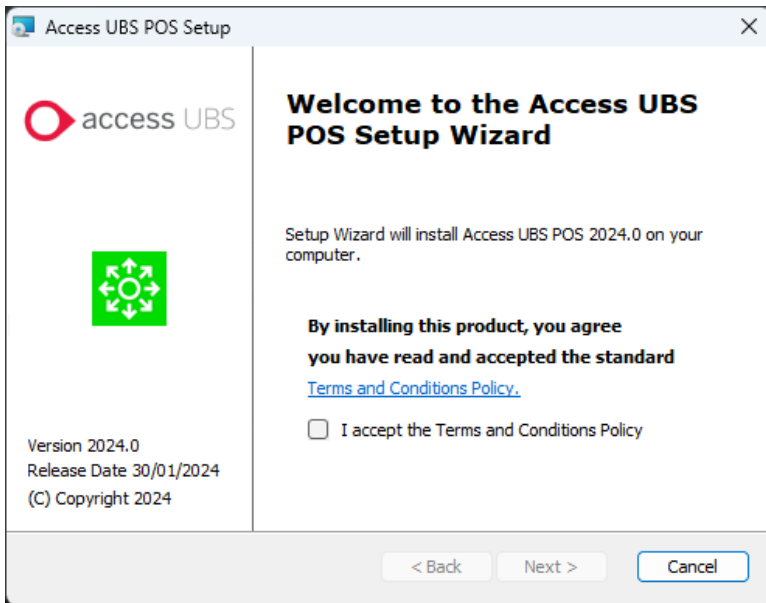 Access UBS POS Setup
access UBS
Welcome to the Access UBS
POS Setup Wizard
Setup Wizard will install Access UBS POS 2024.0 on your
computer.
By installing this product, you agree
you have read and accepted the standard
Terms and Conditions Policy.
I accept the Terms and Conditions Policy
Version 2024.0
Release Date 30/01/2024
(C) Copyright 2024
< Back
Next >
Cancel